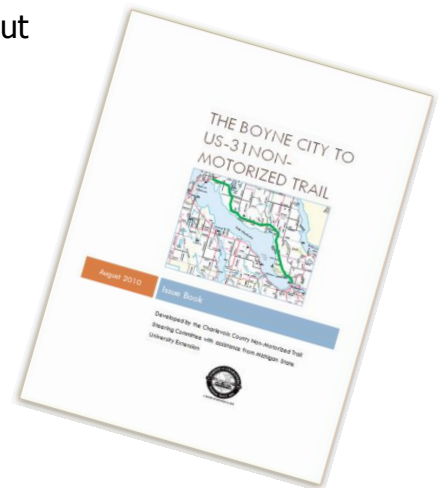 ut
THE BOYNE CITY TO
US-31NON-
MOTORIZED TRAIL
August 2010
Issue Book
Developed by the Charlevoix County Non-Motorized Trail
Steering Committee with assistance from Michigan State
University Extension